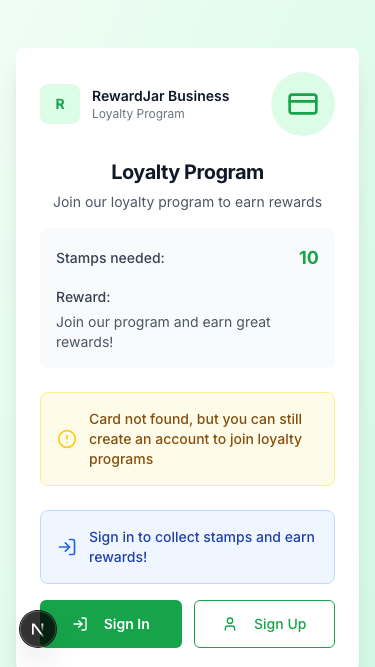 R
RewardJar Business
Loyalty Program
Loyalty Program
Join our loyalty program to earn rewards
Stamps needed: 10
Reward:
Join our program and earn great
rewards!
Card not found, but you can still
create an account to join loyalty
programs
Sign in to collect stamps and earn
rewards!
N
Sign In
Sign Up